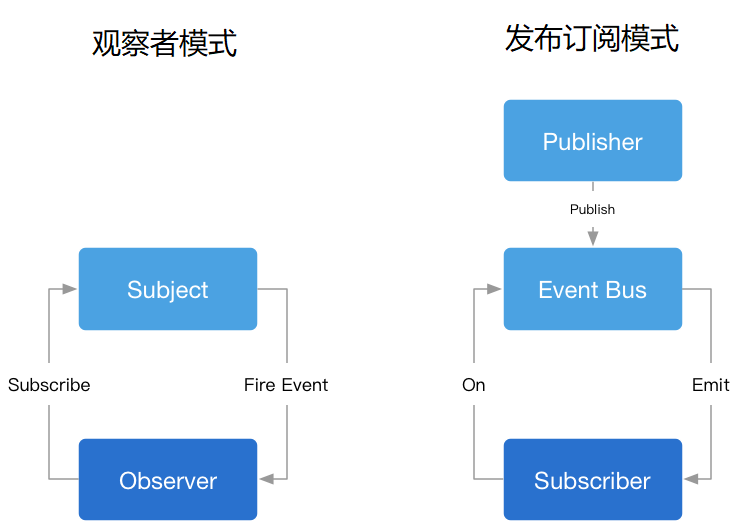 观察者模式
发布订阅模式
Publisher
Publish
Subject
Event Bus
Subscribe
Fire Event
On
Emit
Observer
Subscriber